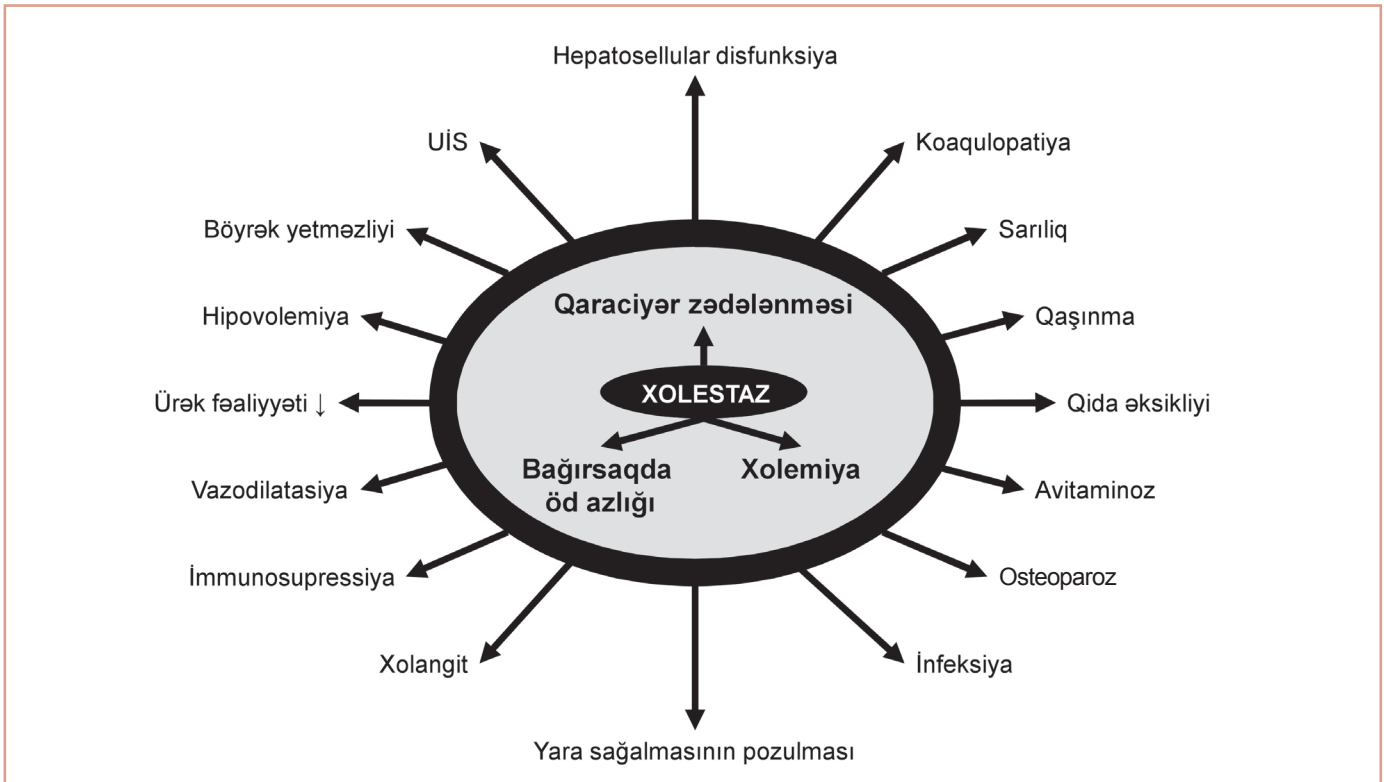 Hepatosellular disfunksiya
UİS
Koaqulopatiya
Böyrək yetməzliyi
Sarıliq
Qaraciyər zədələnməsi
Hipovolemiya
Qaşınma
XOLESTAZ
Ürək fəaliyyəti ↓
Qida əksikliyi
Bağırsaqda
öd azlığı
Xolemiya
Vazodilatasiya
Avitaminoz
İmmunosupressiya
Osteoparoz
Xolangit
İnfeksiya
Yara sağalmasının pozulması